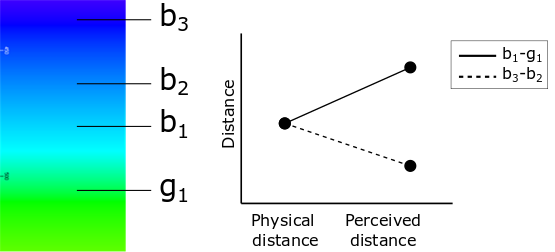 b3
b2
b1
g1
Distance
b1-g1
b3-b2
Physical distance
Perceived distance